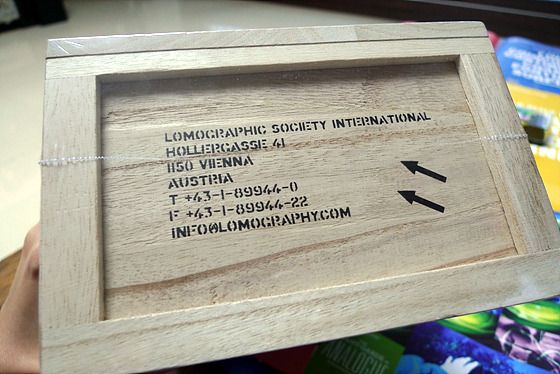 LOMOGRAPHIC SOCIETY INTERNATIONAL
HOLLERGASSE 41
1150 VIENNA
AUSTRIA
T +43-1-89944-0
F +43-1-89944-22
INFO@LOMOGRAPHY.COM
ANALOGUE